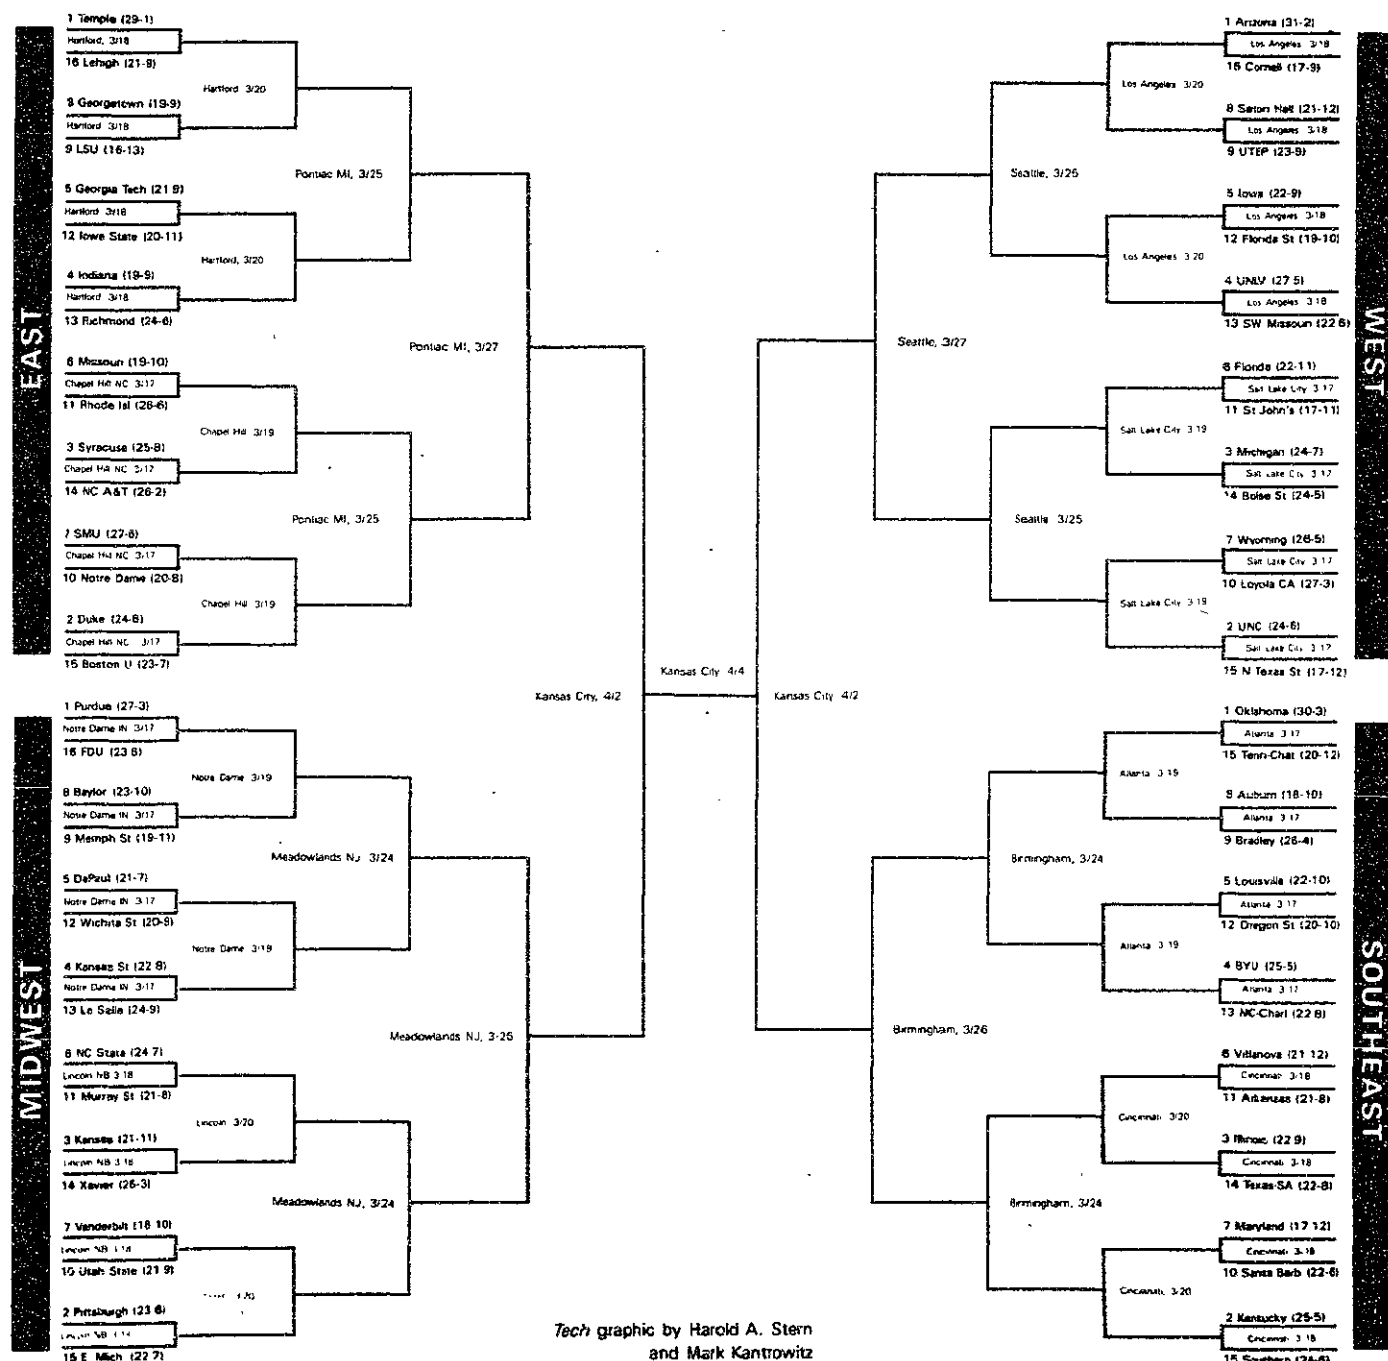 EAST
1 Temple (29-1)
Hartford, 3/18
16 Lehigh (21-9)
Hartford 3/20
8 Georgetown (19-9)
Hartford 3/18
9 LSU (16-13)
Pontiac MI, 3/25
5 Georgia Tech (21 9)
Hartford 3/18
12 Iowe State (20-11)
Hartford, 3/20
4 Indiana (19-9)
Hartford 3/18
13 Richmond (24-6)
Pontiac MI, 3/27
6 Missouri (19-10)
Chapel Hill NC 3/17
11 Rhode Isl (26-6)
Chapel Hill 3/19
3 Syracuse (25-8)
Chapel Hill NC 3/17
14 NC A&T (26-2)
Pontiac MI, 3/25
7 SMU (27-6)
Chapel Hill NC 3/17
10 Notre Dame (20-8)
Chapel Hill 3/19
2 Duke (24-6)
Chapel Hill NC 3/17
15 Boston U (23-7)
Kansas City, 4/2
MIDWEST
1 Purdue (27-3)
Notre Dame IN 3/17
16 FDU (23 6)
Notre Dame 3/19
8 Baylor (23-10)
Notre Dame IN 3/17
9 Memph St (19-11)
Meadowlands NJ 3/24
5 DePaul (21-7)
Notre Dame IN 3-17
12 Wichita St (20-9)
Notre Dame 3/19
4 Kansas St (22 8)
Notre Dame IN 3/17
13 La Salle (24-9)
Meadowlands NJ, 3-25
6 NC State (24 7)
Lincoln NB 3 18
11 Murray St (21-8)
Lincoln 3/20
3 Kansas (21-11)
Lincoln NB 3 18
14 Xavier (26-3)
Meadowlands NJ, 3/24
7 Vanderbilt (18 10)
Lincoln NB 3 18
10 Utah State (21 9)
2 Pittsburgh (23 6)
15 E. Mich (22 7)
Kansas City 4/4
WEST
1 Arizona (31-2)
Los Angeles 3/18
16 Cornell (17-9)
Los Angeles 3/20
8 Seton Hall (21-12)
Los Angeles 3/18
9 UTEP (23-9)
Seattle, 3/25
5 Iowa (22-9)
Los Angeles 3/18
12 Florida St (19-10)
Los Angeles 3 20
4 UNLV (27 5)
Los Angeles 3 18
13 SW Missouri (22 6)
Seattle, 3/27
6 Florida (22-11)
Salt Lake City 3 17
11 St John's (17-11)
Salt Lake City 3 19
3 Michigan (24-7)
Salt Lake City 3 17
14 Boise St (24-5)
Seattle 3/25
7 Wyoming (26-5)
Salt Lake City 3 17
10 Loyola CA (27-3)
Salt Lake City 3 19
2 UNC (24-6)
Salt Lake City 3 17
15 N Texas St (17-12)
Kansas City 4/2
SOUTHEAST
1 Oklahoma (30-3)
Atlanta 3 17
15 Tenn-Chat (20-12)
Atlanta 3 19
8 Auburn (18-10)
Atlanta 3 17
9 Bradley (26-4)
Birmingham, 3/24
5 Louisville (22-10)
Atlanta 3 17
12 Oregon St (20-10)
Atlanta 3 19
4 BYU (25-5)
Atlanta 3 17
13 NC-Charl (22 8)
Birmingham, 3/26
6 Villanova (21 12)
Cincinnati 3/18
11 Arkansas (21-8)
Cincinnati 3/20
3 Illinois (22 9)
Cincinnati 3-18
14 Texas-SA (22-8)
Birmingham, 3/24
7 Maryland (17 12)
Cincinnati 3-18
10 Santa Barb (22-6)
Cincinnati, 3/20
2 Kentucky (25-5)
Cincinnati 3 18
15 Southern (24-6)
Tech graphic by Harold A. Stern
and Mark Kantrowitz